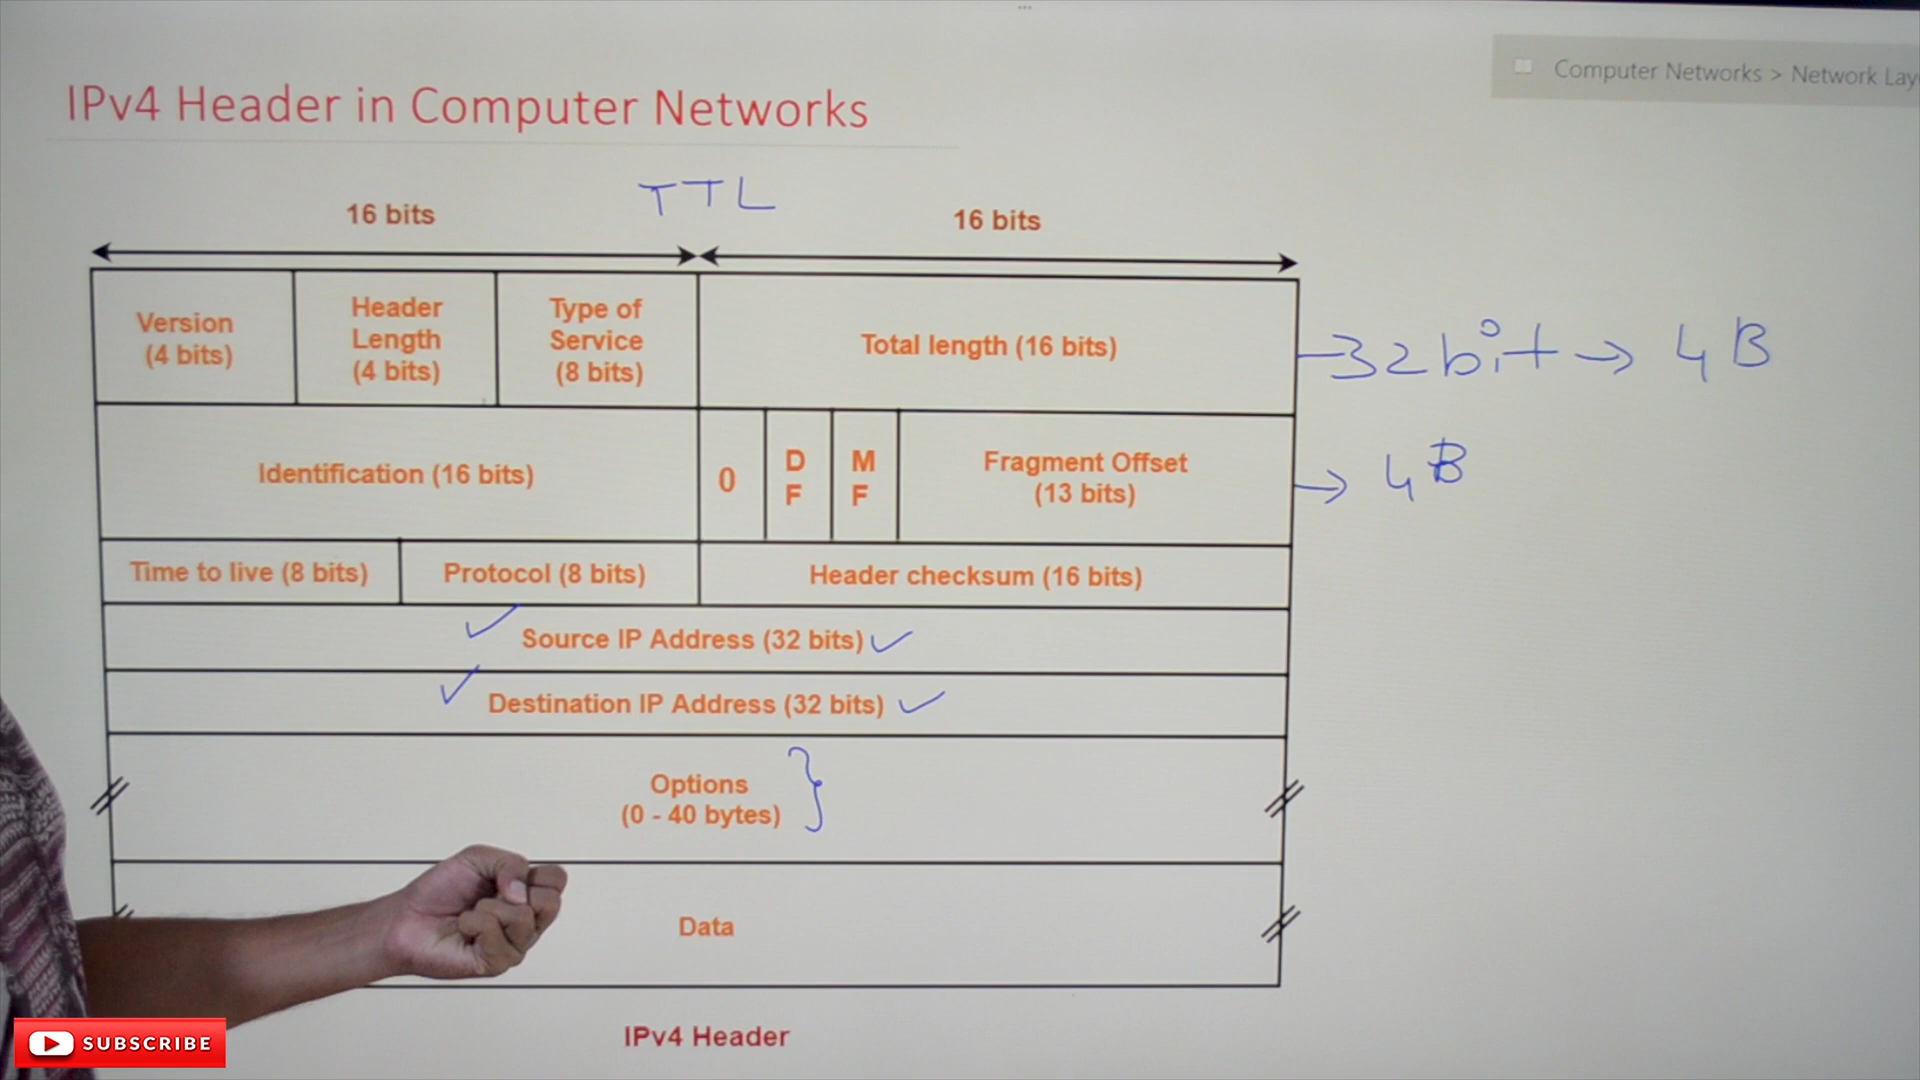 Computer Networks > Network Lay
IPv4 Header in Computer Networks
TTL
16 bits
16 bits
Version
(4 bits)
Header
Length
(4 bits)
Type of
Service
(8 bits)
Total length (16 bits)
32bit → 4B
Identification (16 bits)
0
D
F
M
F
Fragment Offset
(13 bits)
→ 4B
Time to live (8 bits)
Protocol (8 bits)
Header checksum (16 bits)
Source IP Address (32 bits)
Destination IP Address (32 bits)
Options
(0 - 40 bytes)
Data
IPv4 Header
SUBSCRIBE